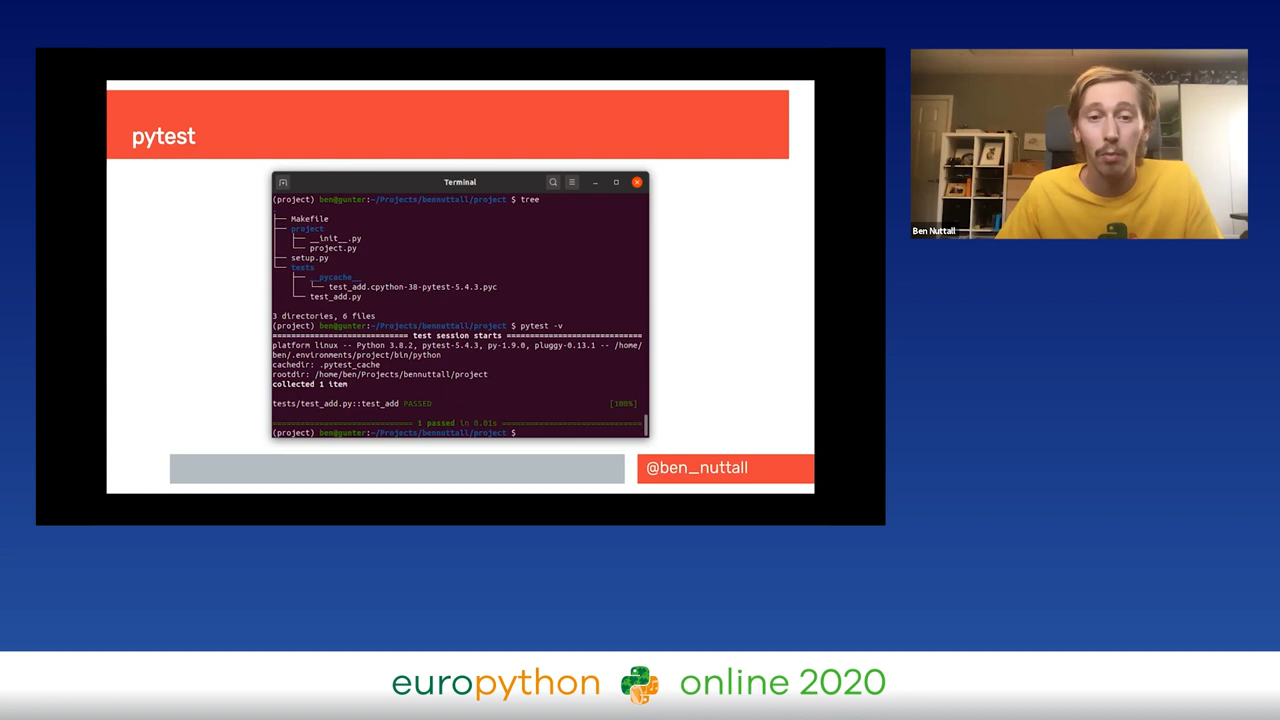 pytest
Terminal
(project) ben@gunter:~/Projects/bennuttall/project $ tree
.
├── Makefile
├── project
│   ├── __init__.py
│   └── project.py
├── setup.py
└── tests
    ├── __pycache__
    │   └── test_add.cpython-38-pytest-5.4.3.pyc
    └── test_add.py
3 directories, 6 files
(project) ben@gunter:~/Projects/bennuttall/project $ pytest -v
============================= test session starts =============================
platform linux -- Python 3.8.2, pytest-5.4.3, py-1.9.0, pluggy-0.13.1 -- /home/
ben/.environments/project/bin/python
cachedir: .pytest_cache
rootdir: /home/ben/Projects/bennuttall/project
collected 1 item
tests/test_add.py::test_add PASSED [100%]
============================== 1 passed in 0.01s ==============================
(project) ben@gunter:~/Projects/bennuttall/project $
@ben_nuttall
Ben Nuttall
europython online 2020